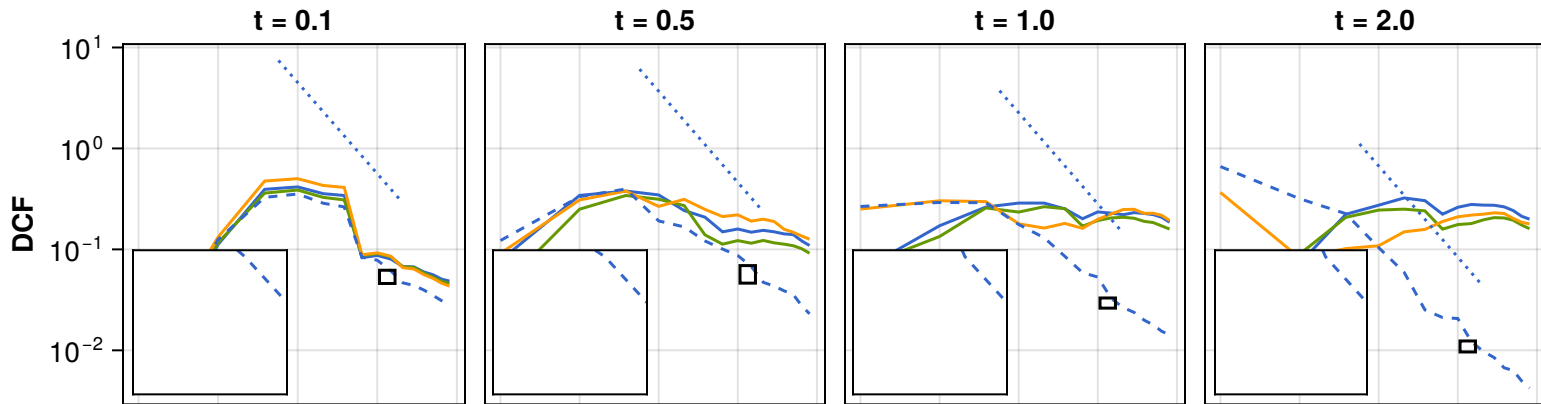 t = 0.1 t = 0.5 t = 1.0 t = 2.0
DCF
10¹
10⁰
10⁻¹
10⁻²